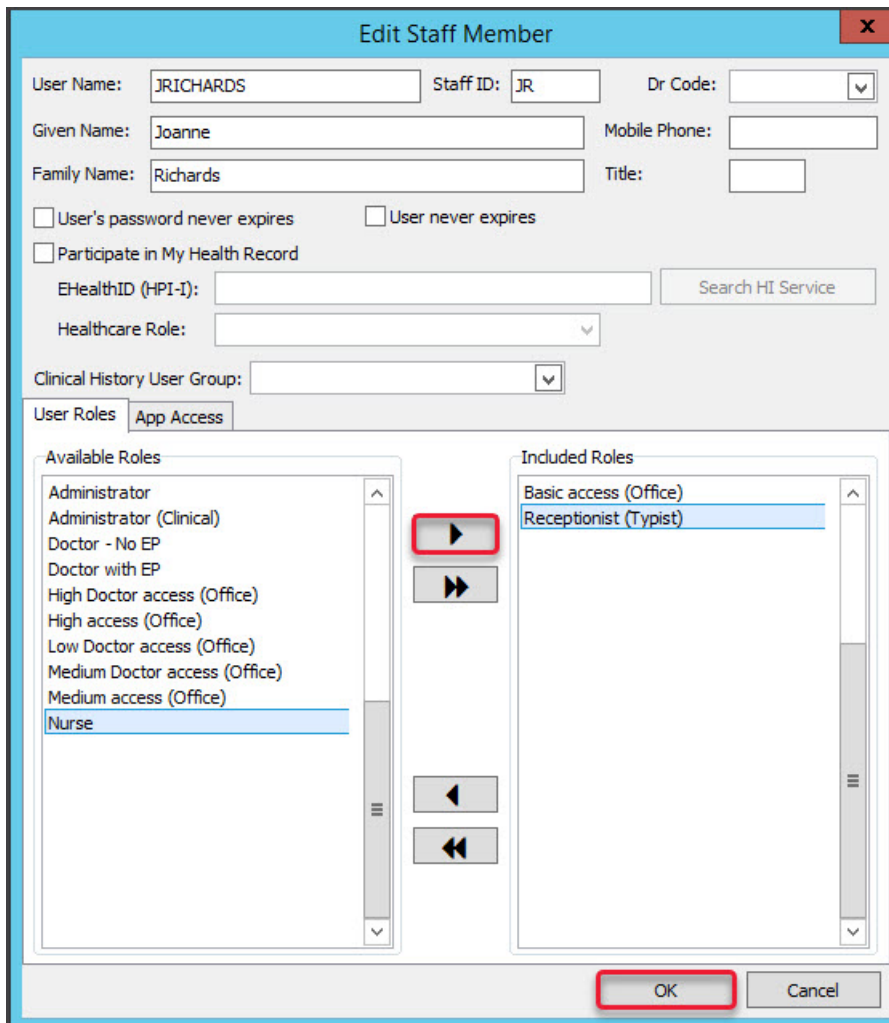 Edit Staff Member
x
User Name: JRICHARDS Staff ID: JR Dr Code:
Given Name: Joanne Mobile Phone:
Family Name: Richards Title:
User's password never expires User never expires
Participate in My Health Record
EHealthID (HPI-I): Search HI Service
Healthcare Role:
Clinical History User Group:
User Roles App Access
Available Roles
Administrator
Administrator (Clinical)
Doctor - No EP
Doctor with EP
High Doctor access (Office)
High access (Office)
Low Doctor access (Office)
Medium Doctor access (Office)
Medium access (Office)
Nurse
Included Roles
Basic access (Office)
Receptionist (Typist)
OK Cancel